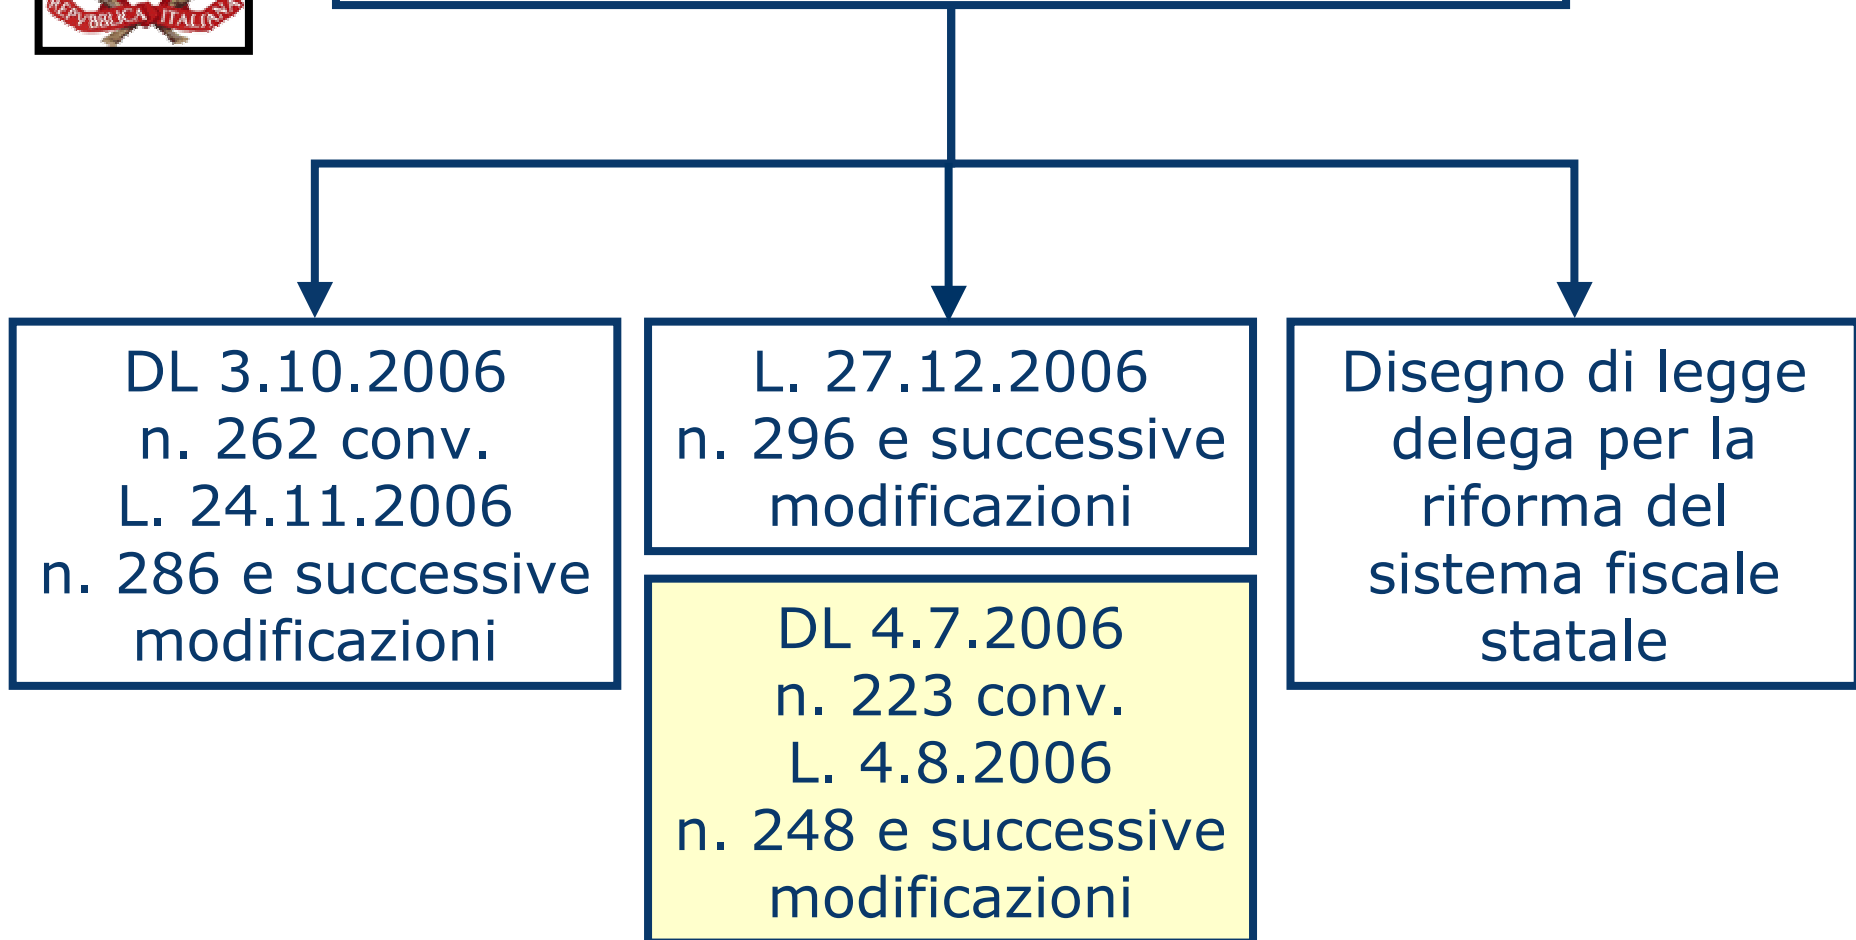 REPVBBLICA ITALIANA
DL 3.10.2006
n. 262 conv.
L. 24.11.2006
n. 286 e successive
modificazioni
L. 27.12.2006
n. 296 e successive
modificazioni
DL 4.7.2006
n. 223 conv.
L. 4.8.2006
n. 248 e successive
modificazioni
Disegno di legge
delega per la
riforma del
sistema fiscale
statale